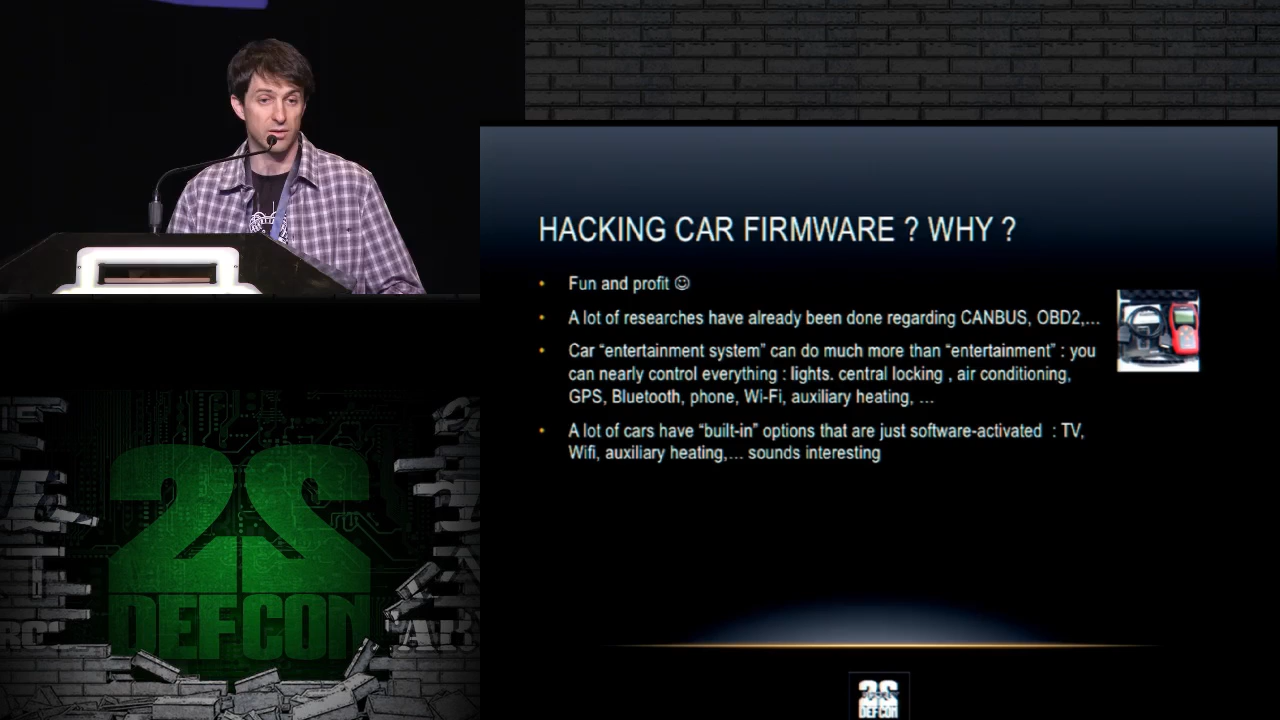 HACKING CAR FIRMWARE ? WHY ?
• Fun and profit ☺
• A lot of researches have already been done regarding CANBUS, OBD2,…
• Car “entertainment system” can do much more than “entertainment” : you
can nearly control everything : lights. central locking , air conditioning,
GPS, Bluetooth, phone, Wi-Fi, auxiliary heating, …
• A lot of cars have “built-in” options that are just software-activated : TV,
Wifi, auxiliary heating,… sounds interesting
DEFCON
DEFCON